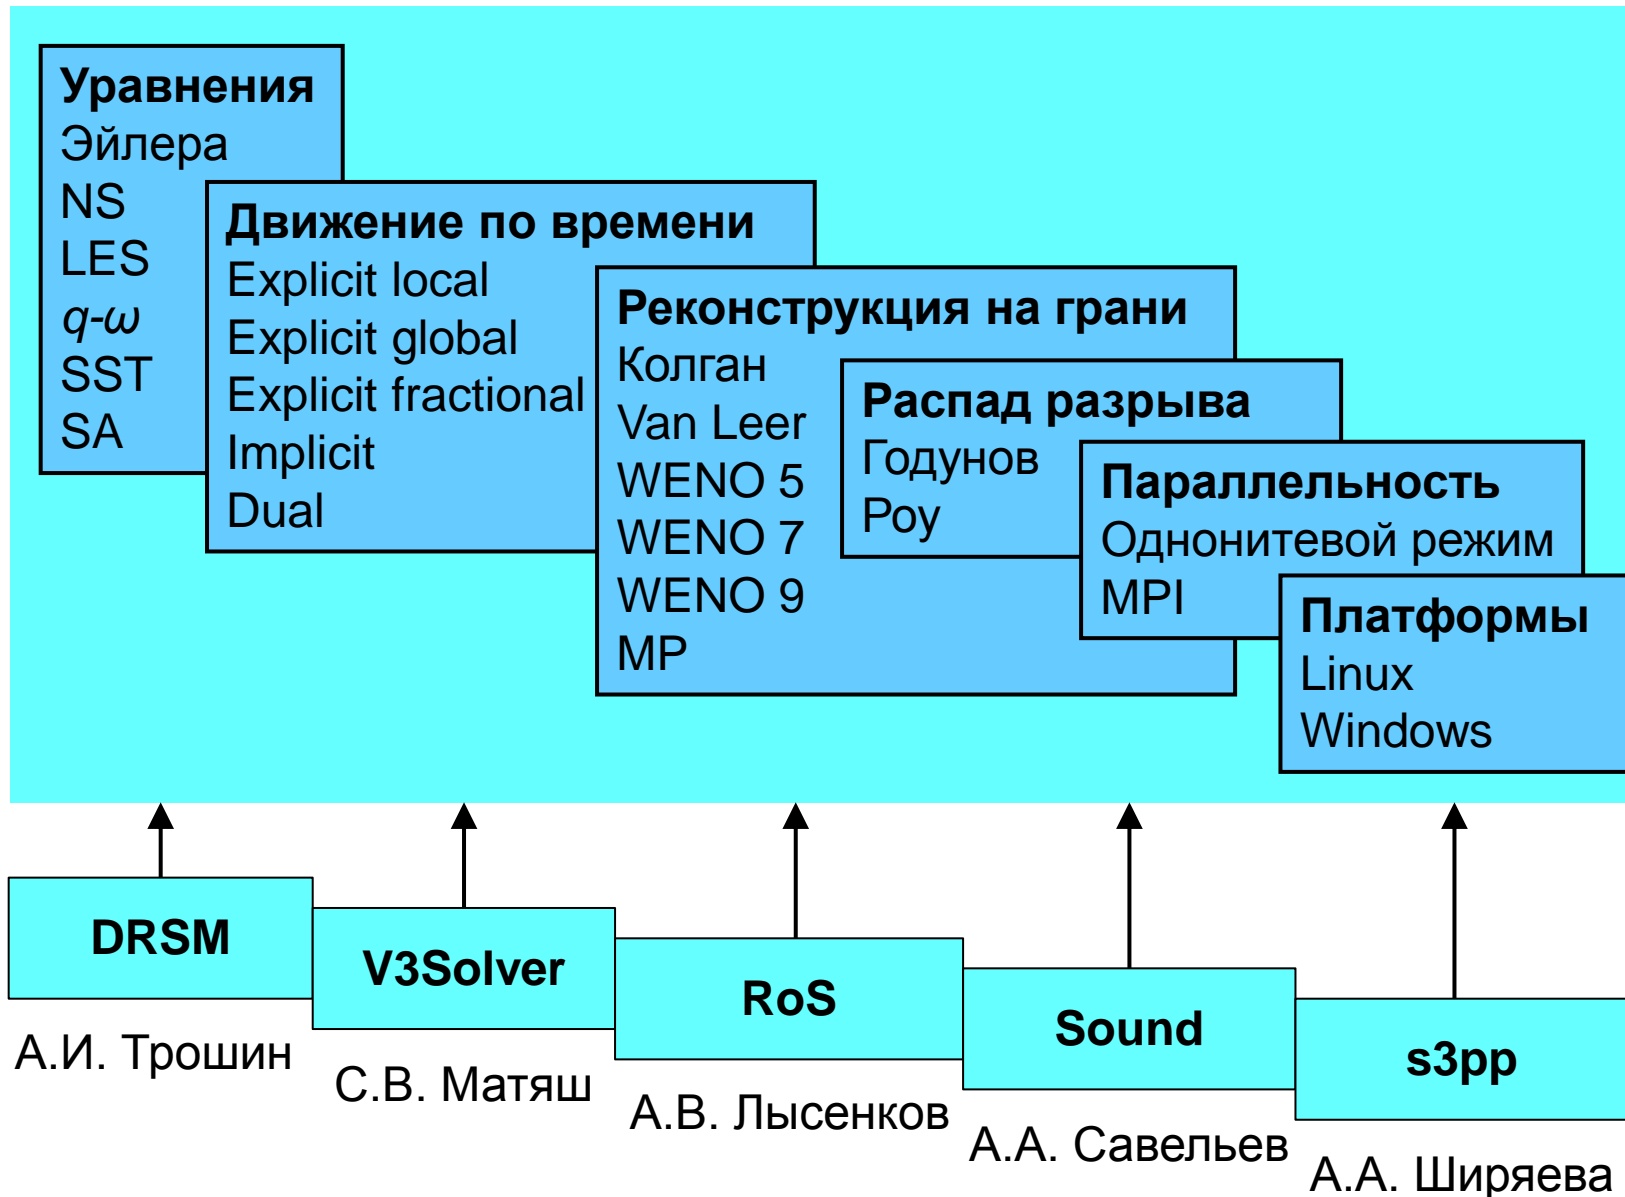 Уравнения
Эйлера
NS
LES
q-ω
SST
SA
Движение по времени
Explicit local
Explicit global
Explicit fractional
Implicit
Dual
Реконструкция на грани
Колган
Van Leer
WENO 5
WENO 7
WENO 9
MP
Распад разрыва
Годунов
Роу
Параллельность
Однонитевой режим
MPI
Платформы
Linux
Windows
DRSM
А.И. Трошин
V3Solver
С.В. Матяш
RoS
А.В. Лысенков
Sound
А.А. Савельев
s3pp
А.А. Ширяева